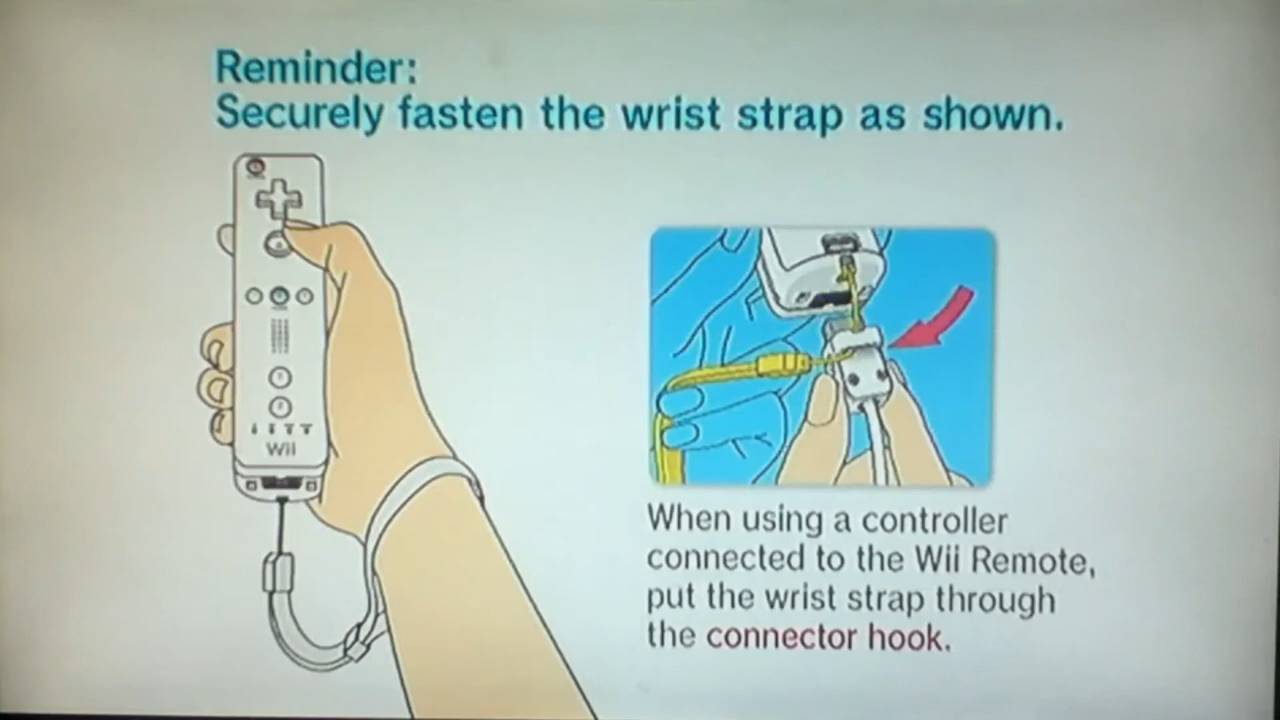 Reminder:
Securely fasten the wrist strap as shown.
Wii
When using a controller
connected to the Wii Remote,
put the wrist strap through
the connector hook.